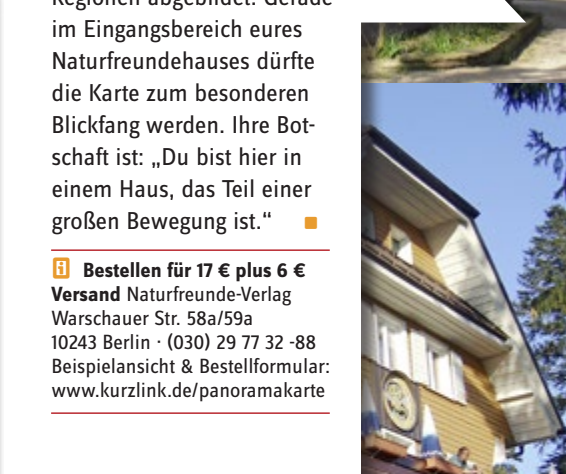 Regionen abgebildet. Gerade
im Eingangsbereich eures
Naturfreundehauses dürfte
die Karte zum besonderen
Blickfang werden. Ihre Bot-
schaft ist: „Du bist hier in
einem Haus, das Teil einer
großen Bewegung ist.“
Bestellen für 17 € plus 6 €
Versand Naturfreunde-Verlag
Warschauer Str. 58a/59a
10243 Berlin · (030) 29 77 32 -88
Beispielansicht & Bestellformular:
www.kurzlink.de/panoramakarte